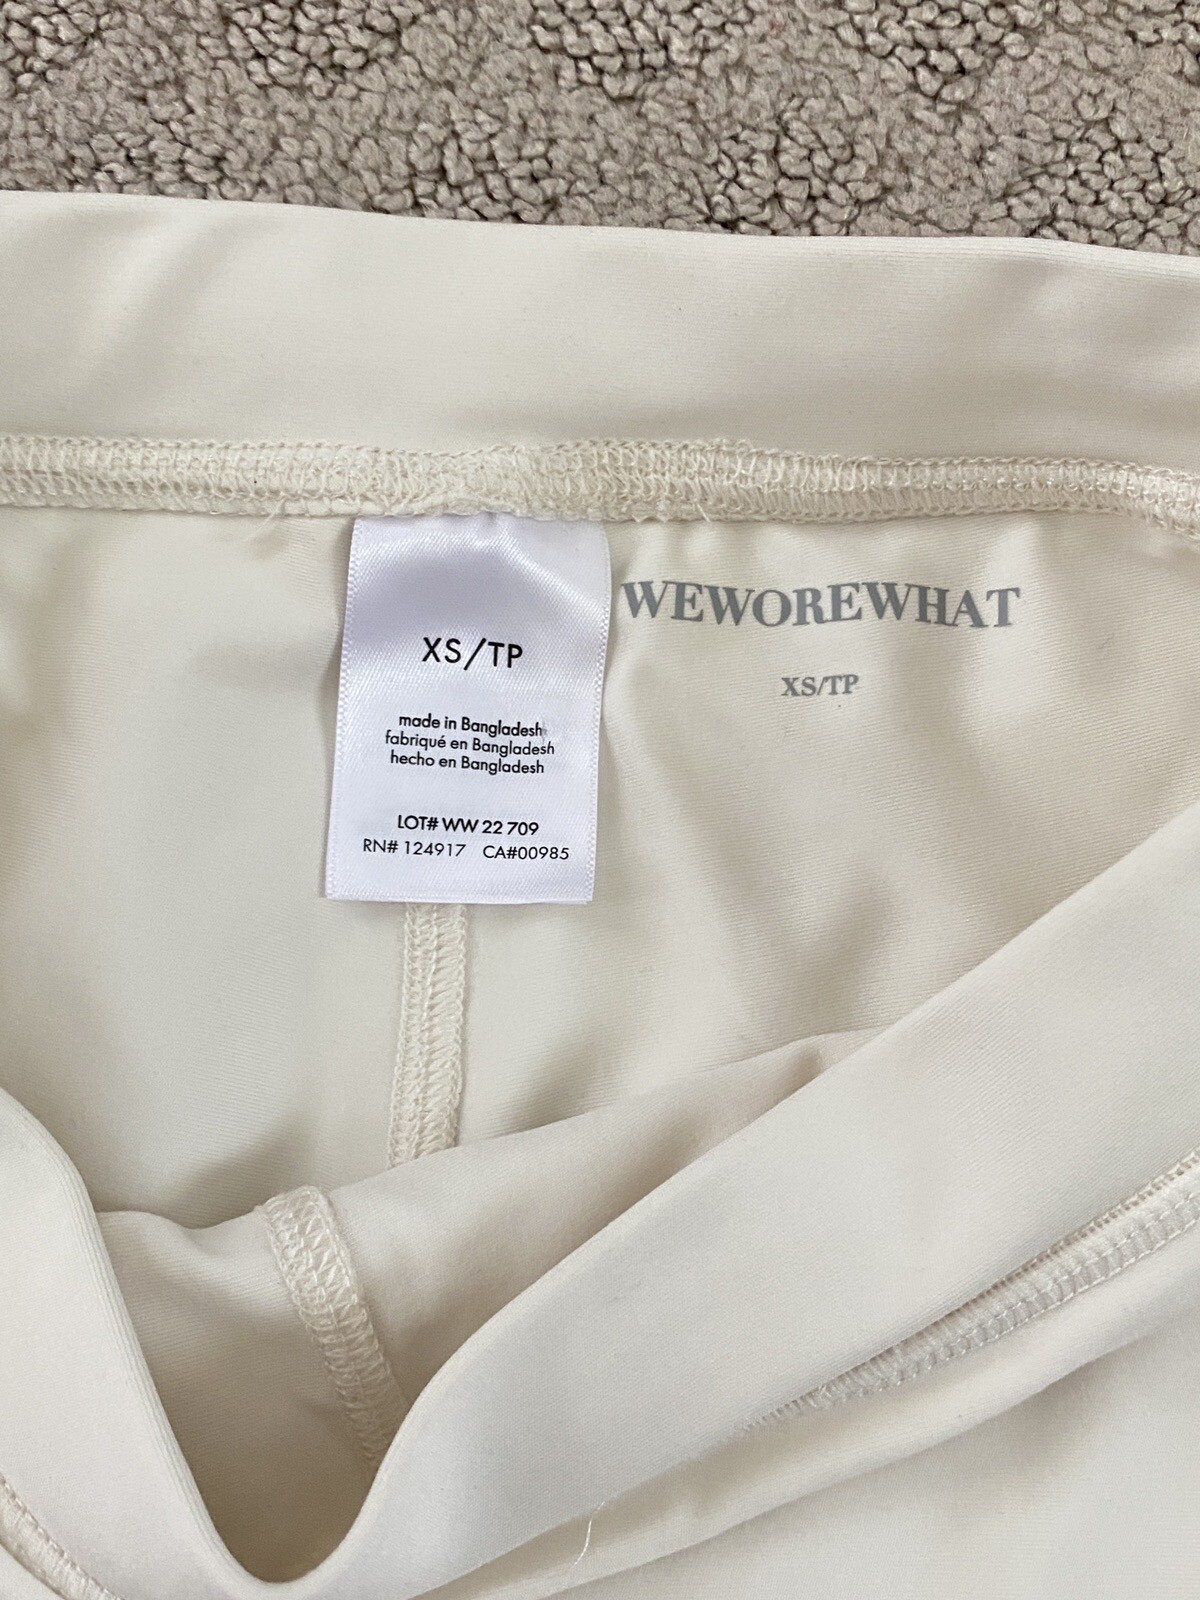 XS/TP
made in Bangladesh
fabriqué en Bangladesh
hecho en Bangladesh
LOT# WW 22 709
RN# 124917 CA#00985
WEWOREWHAT
XS/TP